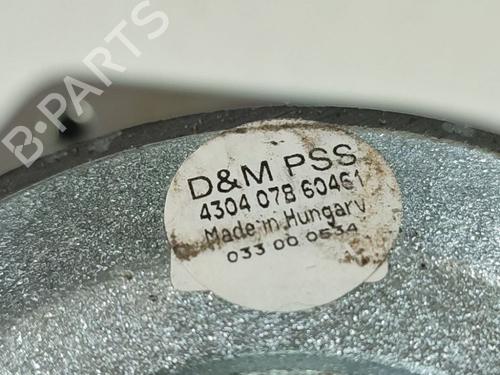 B-PARTS
D&M PSS
4304 078 60461
Made in Hungary
033 00 0534